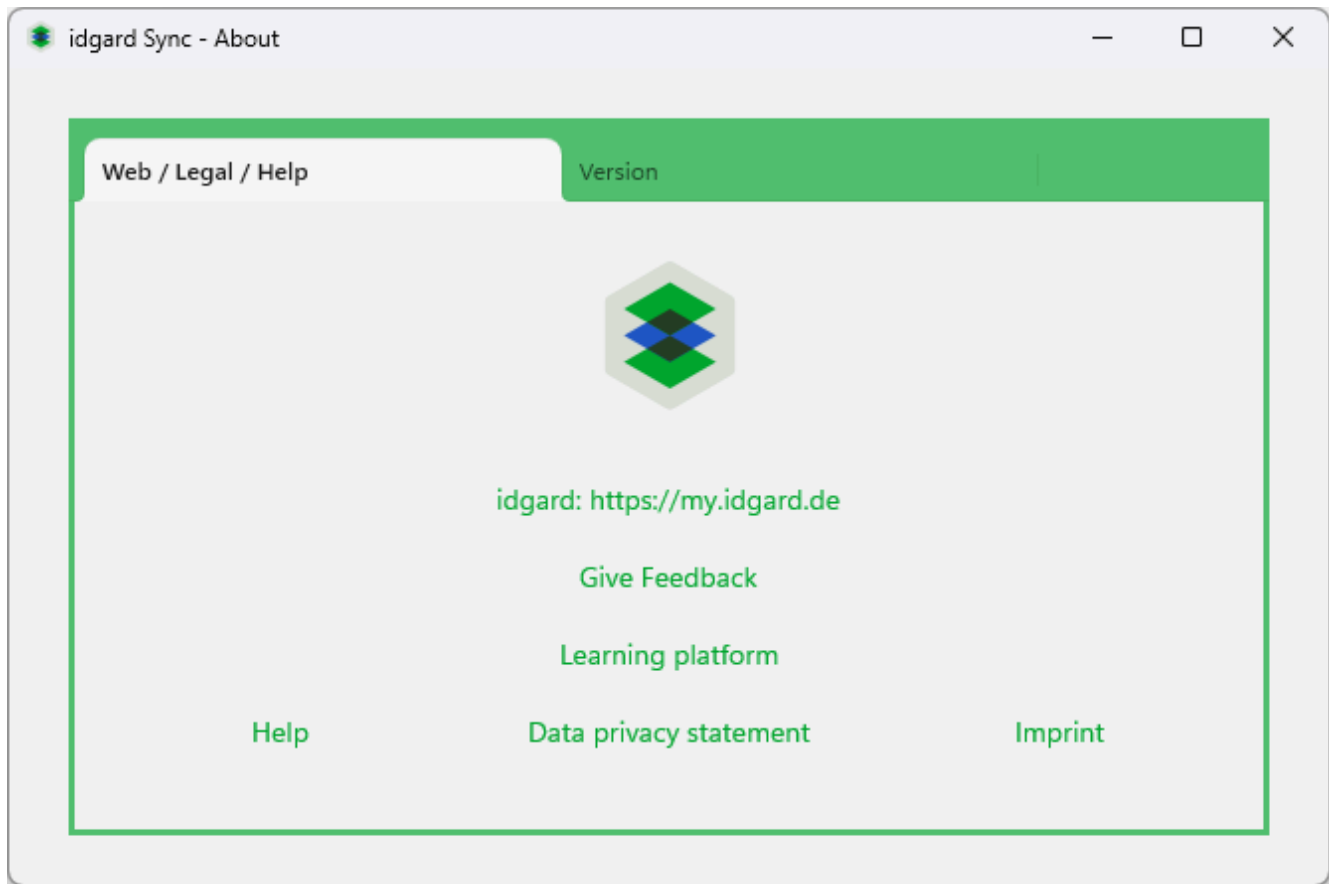 idgard Sync - About
Web / Legal / Help Version
idgard: https://my.idgard.de
Give Feedback
Learning platform
Help Data privacy statement Imprint